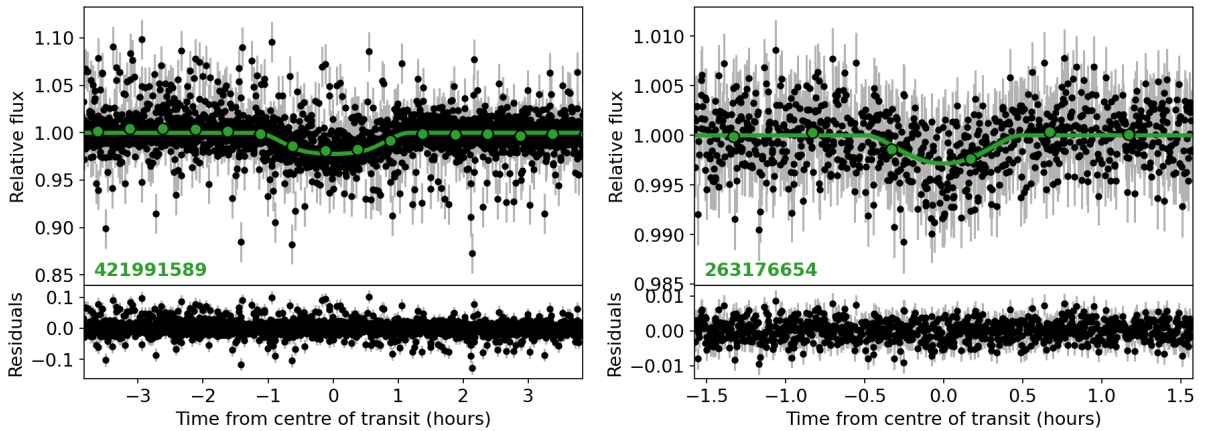 1.10
1.05
1.00
0.95
0.90
0.85
Relative flux
421991589
0.1
0.0
−0.1
Residuals
−3 −2 −1 0 1 2 3
Time from centre of transit (hours)
1.010
1.005
1.000
0.995
0.990
0.985
Relative flux
263176654
0.01
0.00
−0.01
Residuals
−1.5 −1.0 −0.5 0.0 0.5 1.0 1.5
Time from centre of transit (hours)